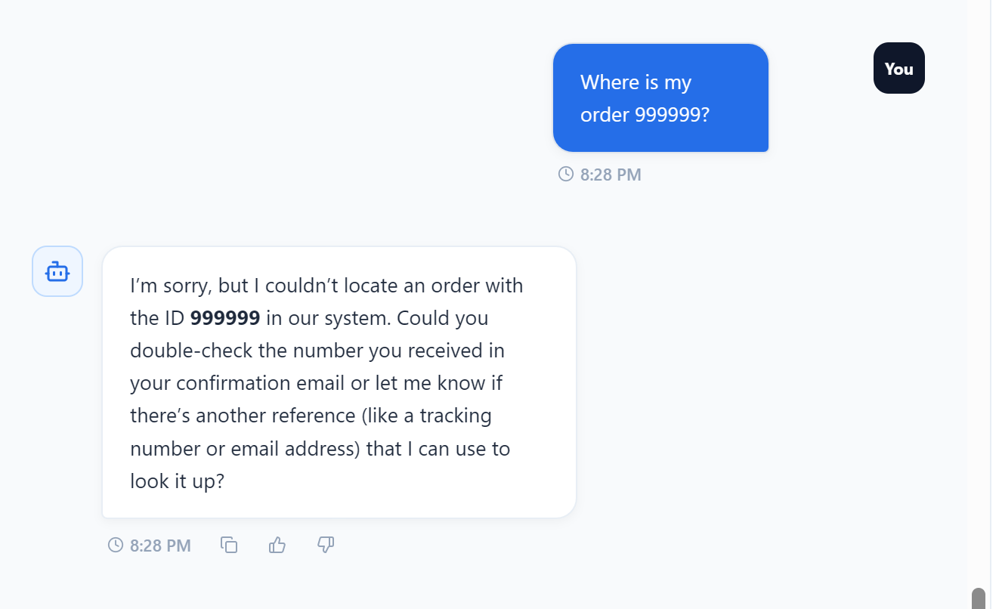 You
Where is my
order 999999?
8:28 PM
I’m sorry, but I couldn’t locate an order with
the ID 999999 in our system. Could you
double-check the number you received in
your confirmation email or let me know if
there’s another reference (like a tracking
number or email address) that I can use to
look it up?
8:28 PM